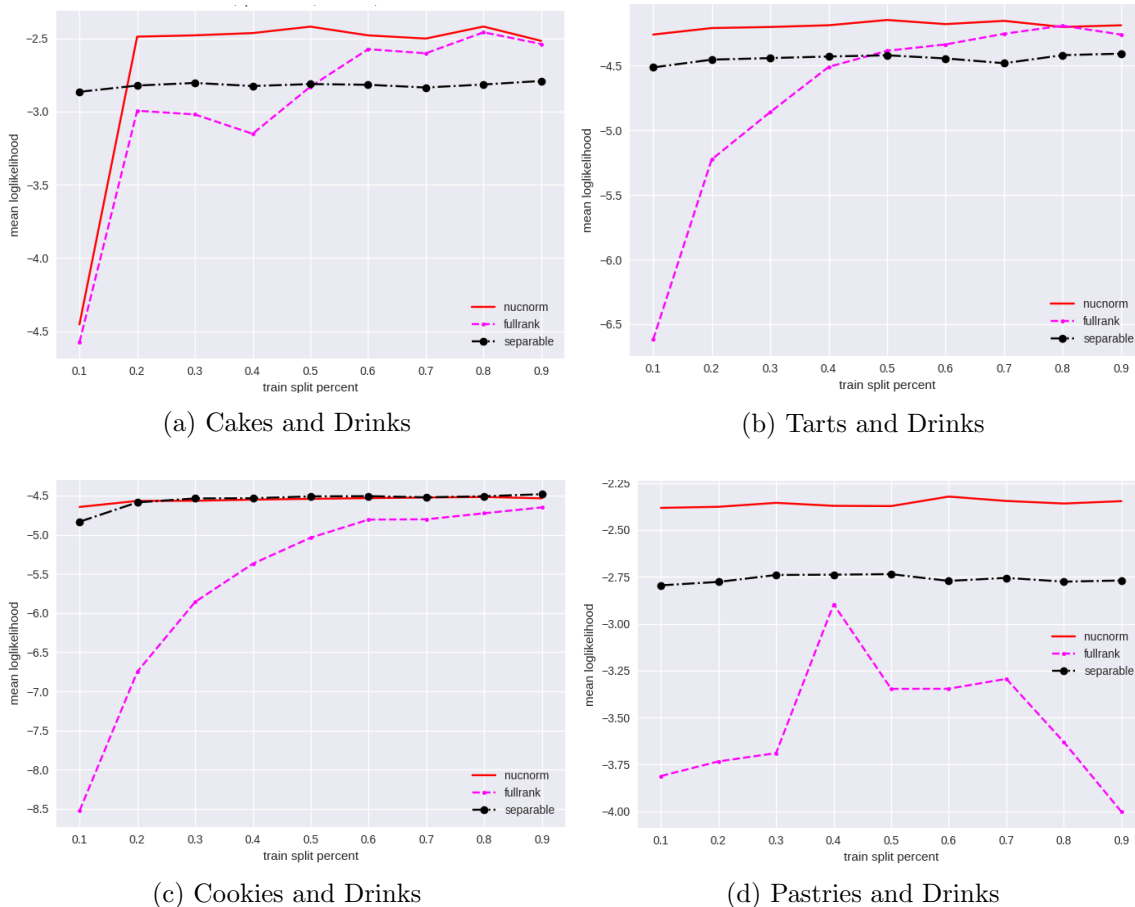 −2.5
−3.0
−3.5
−4.0
−4.5
mean loglikelihood
0.1 0.2 0.3 0.4 0.5 0.6 0.7 0.8 0.9
train split percent
nucnorm
fullrank
separable
(a) Cakes and Drinks
−4.5
−5.0
−5.5
−6.0
−6.5
mean loglikelihood
0.1 0.2 0.3 0.4 0.5 0.6 0.7 0.8 0.9
train split percent
nucnorm
fullrank
separable
(b) Tarts and Drinks
−4.5
−5.0
−5.5
−6.0
−6.5
−7.0
−7.5
−8.0
−8.5
mean loglikelihood
0.1 0.2 0.3 0.4 0.5 0.6 0.7 0.8 0.9
train split percent
nucnorm
fullrank
separable
(c) Cookies and Drinks
−2.25
−2.50
−2.75
−3.00
−3.25
−3.50
−3.75
−4.00
mean loglikelihood
0.1 0.2 0.3 0.4 0.5 0.6 0.7 0.8 0.9
train split percent
nucnorm
fullrank
separable
(d) Pastries and Drinks